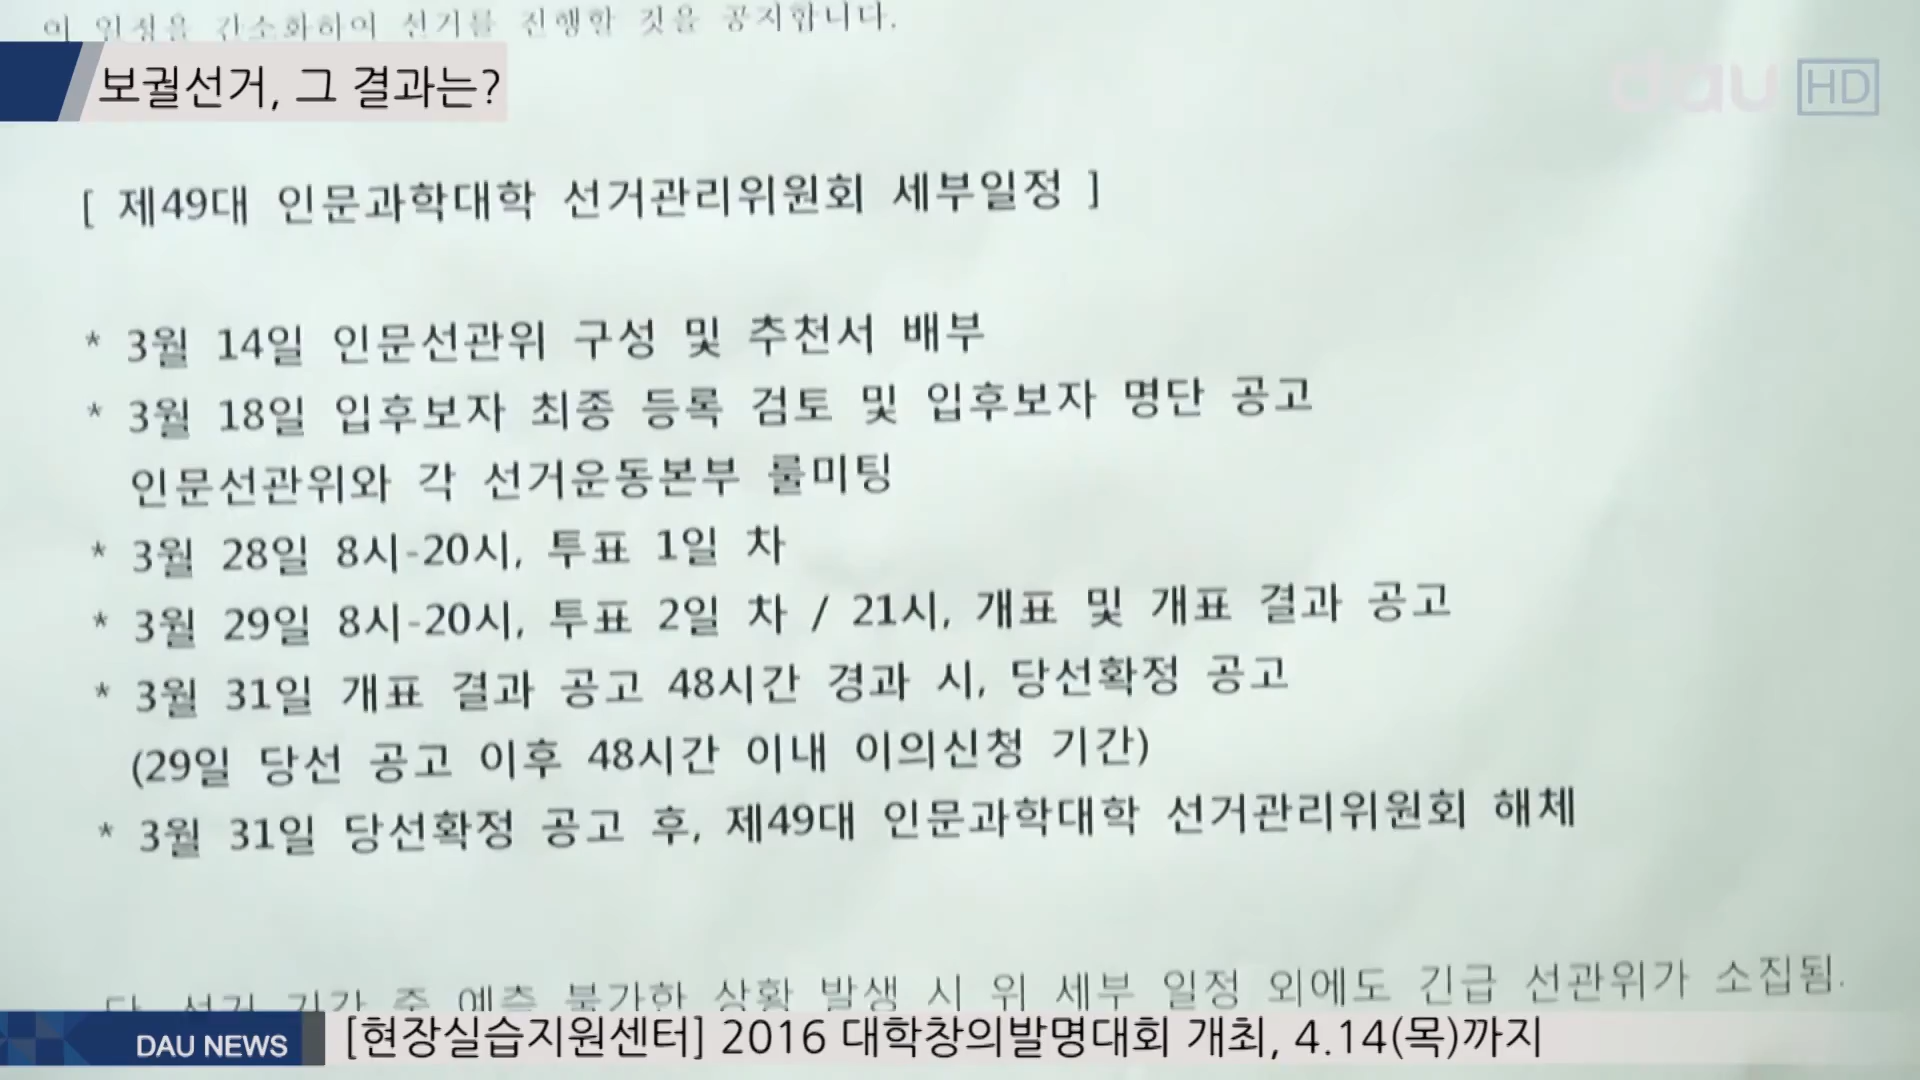 이 일정을 간소화하여 선거를 진행할 것을 공지합니다.
보궐선거, 그 결과는?
dau HD
[ 제49대 인문과학대학 선거관리위원회 세부일정 ]
* 3월 14일 인문선관위 구성 및 추천서 배부
* 3월 18일 입후보자 최종 등록 검토 및 입후보자 명단 공고
인문선관위와 각 선거운동본부 룰미팅
* 3월 28일 8시-20시, 투표 1일 차
* 3월 29일 8시-20시, 투표 2일 차 / 21시, 개표 및 개표 결과 공고
* 3월 31일 개표 결과 공고 48시간 경과 시, 당선확정 공고
(29일 당선 공고 이후 48시간 이내 이의신청 기간)
* 3월 31일 당선확정 공고 후, 제49대 인문과학대학 선거관리위원회 해체
단, 선거 기간 중 예측 불가한 상황 발생 시 위 세부 일정 외에도 긴급 선관위가 소집됨.
DAU NEWS [현장실습지원센터] 2016 대학창의발명대회 개최, 4.14(목)까지